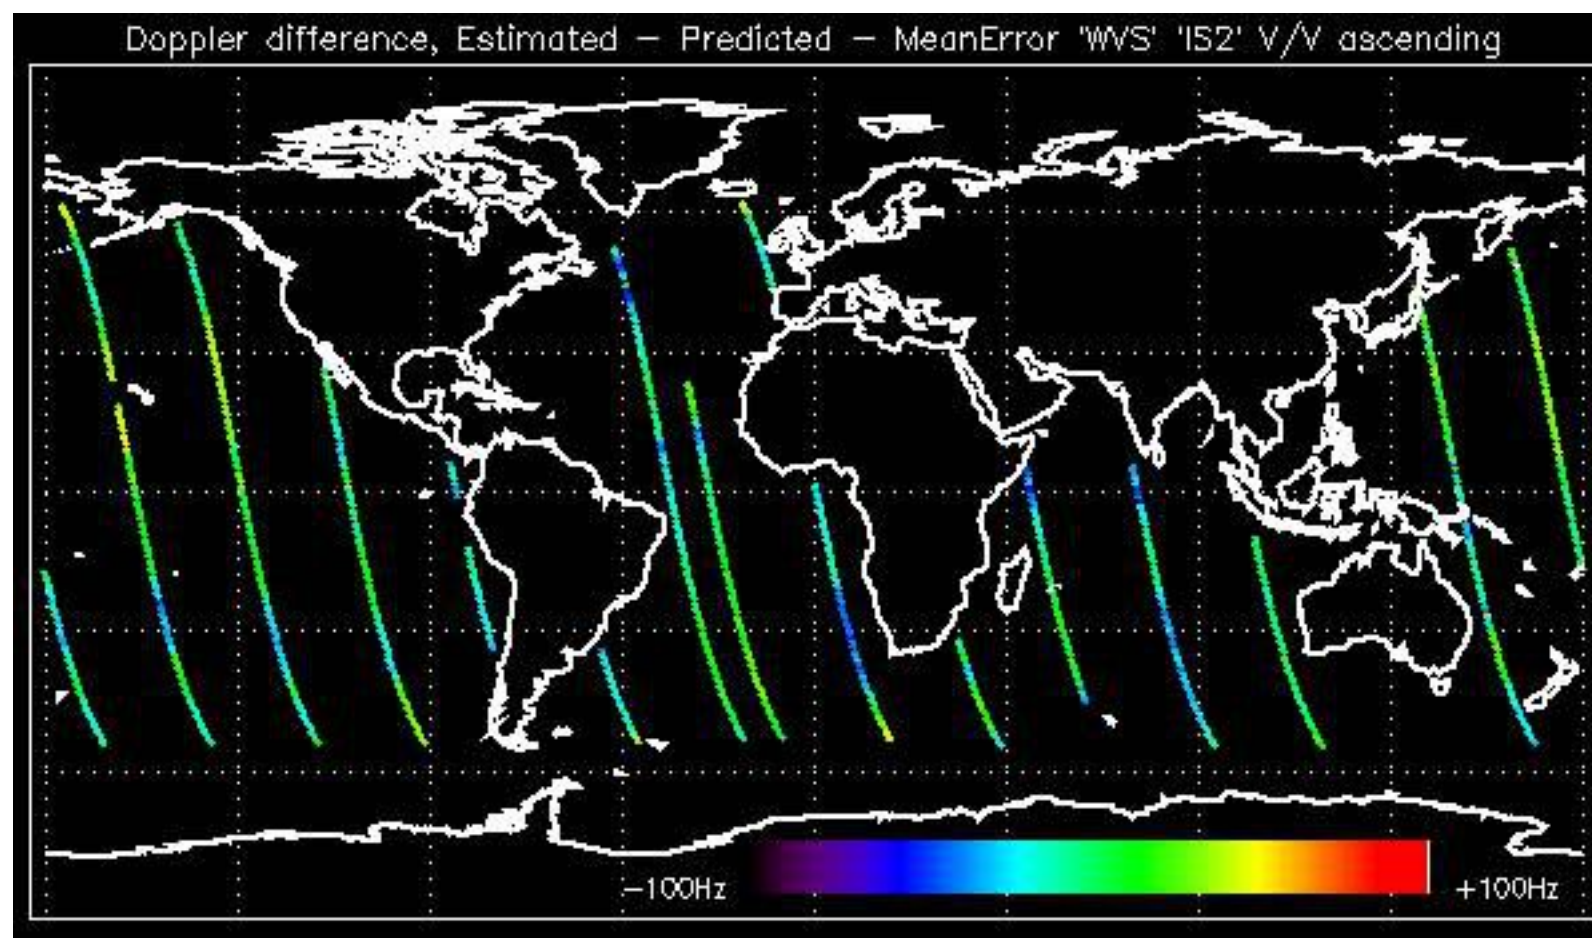 Doppler difference, Estimated − Predicted − MeanError 'WVS' 'IS2' V/V ascending
−100Hz +100Hz